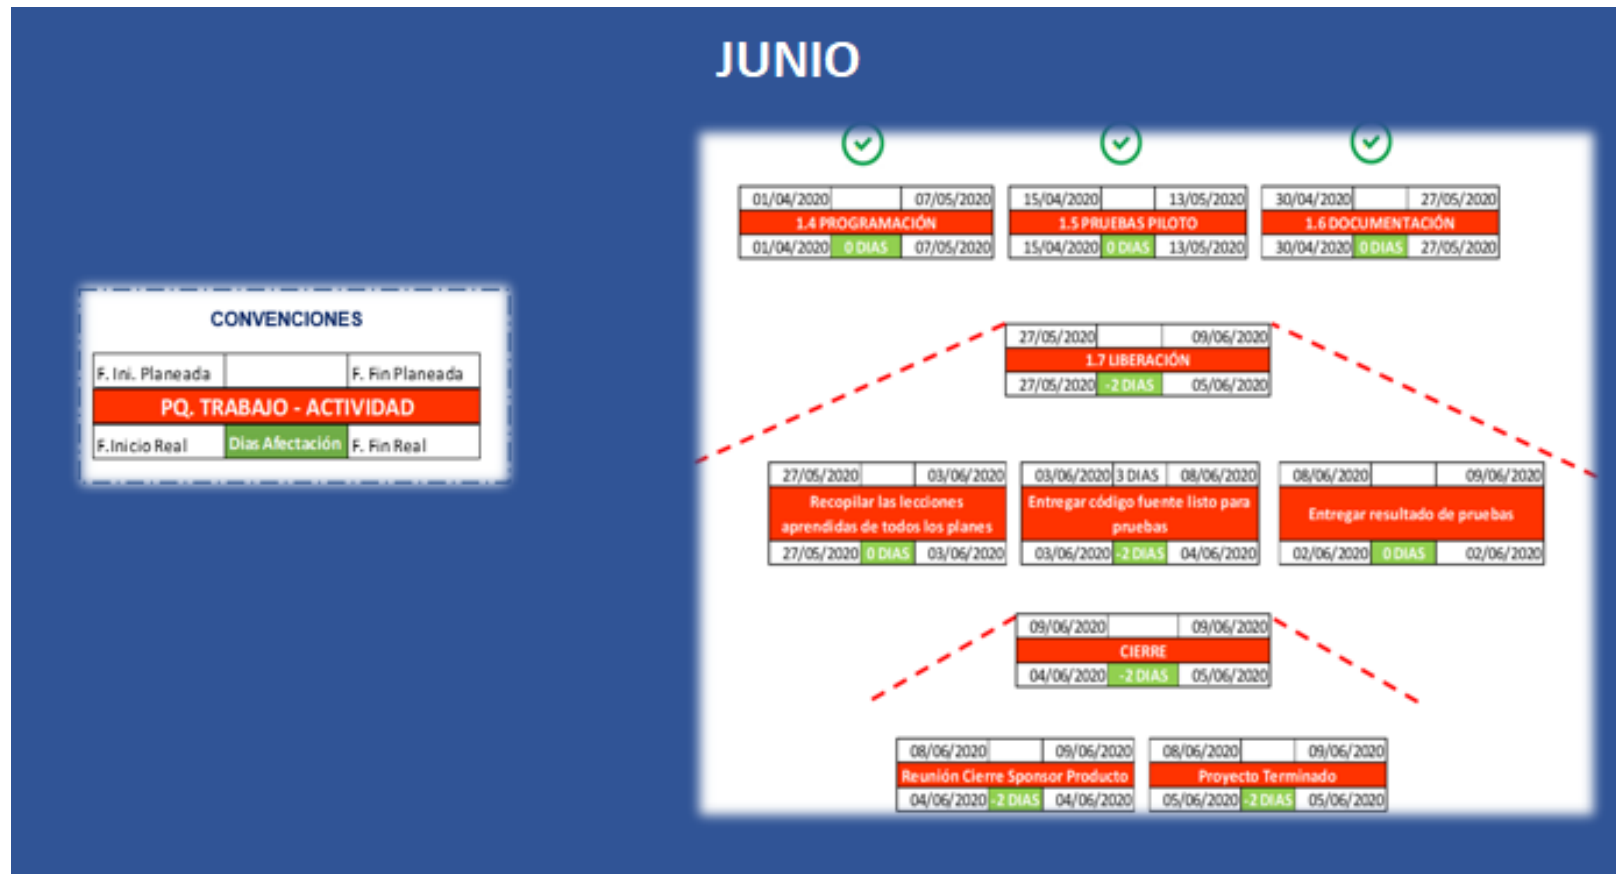 JUNIO
CONVENCIONES
F. Ini. Planeada F. Fin Planeada
PQ. TRABAJO - ACTIVIDAD
F.Inicio Real Dias Afectación F. Fin Real
01/04/2020 07/05/2020
1.4 PROGRAMACIÓN
01/04/2020 0 DIAS 07/05/2020
15/04/2020 13/05/2020
1.5 PRUEBAS PILOTO
15/04/2020 0 DIAS 13/05/2020
30/04/2020 27/05/2020
1.6 DOCUMENTACIÓN
30/04/2020 0 DIAS 27/05/2020
27/05/2020 09/06/2020
1.7 LIBERACIÓN
27/05/2020 -2 DIAS 05/06/2020
27/05/2020 03/06/2020
Recopilar las lecciones
aprendidas de todos los planes
27/05/2020 0 DIAS 03/06/2020
03/06/2020 3 DIAS 08/06/2020
Entregar código fuente listo para
pruebas
03/06/2020 -2 DIAS 04/06/2020
08/06/2020 09/06/2020
Entregar resultado de pruebas
02/06/2020 0 DIAS 02/06/2020
09/06/2020 09/06/2020
CIERRE
04/06/2020 -2 DIAS 05/06/2020
08/06/2020 09/06/2020
Reunión Cierre Sponsor Producto
04/06/2020 -2 DIAS 04/06/2020
08/06/2020 09/06/2020
Proyecto Terminado
05/06/2020 -2 DIAS 05/06/2020